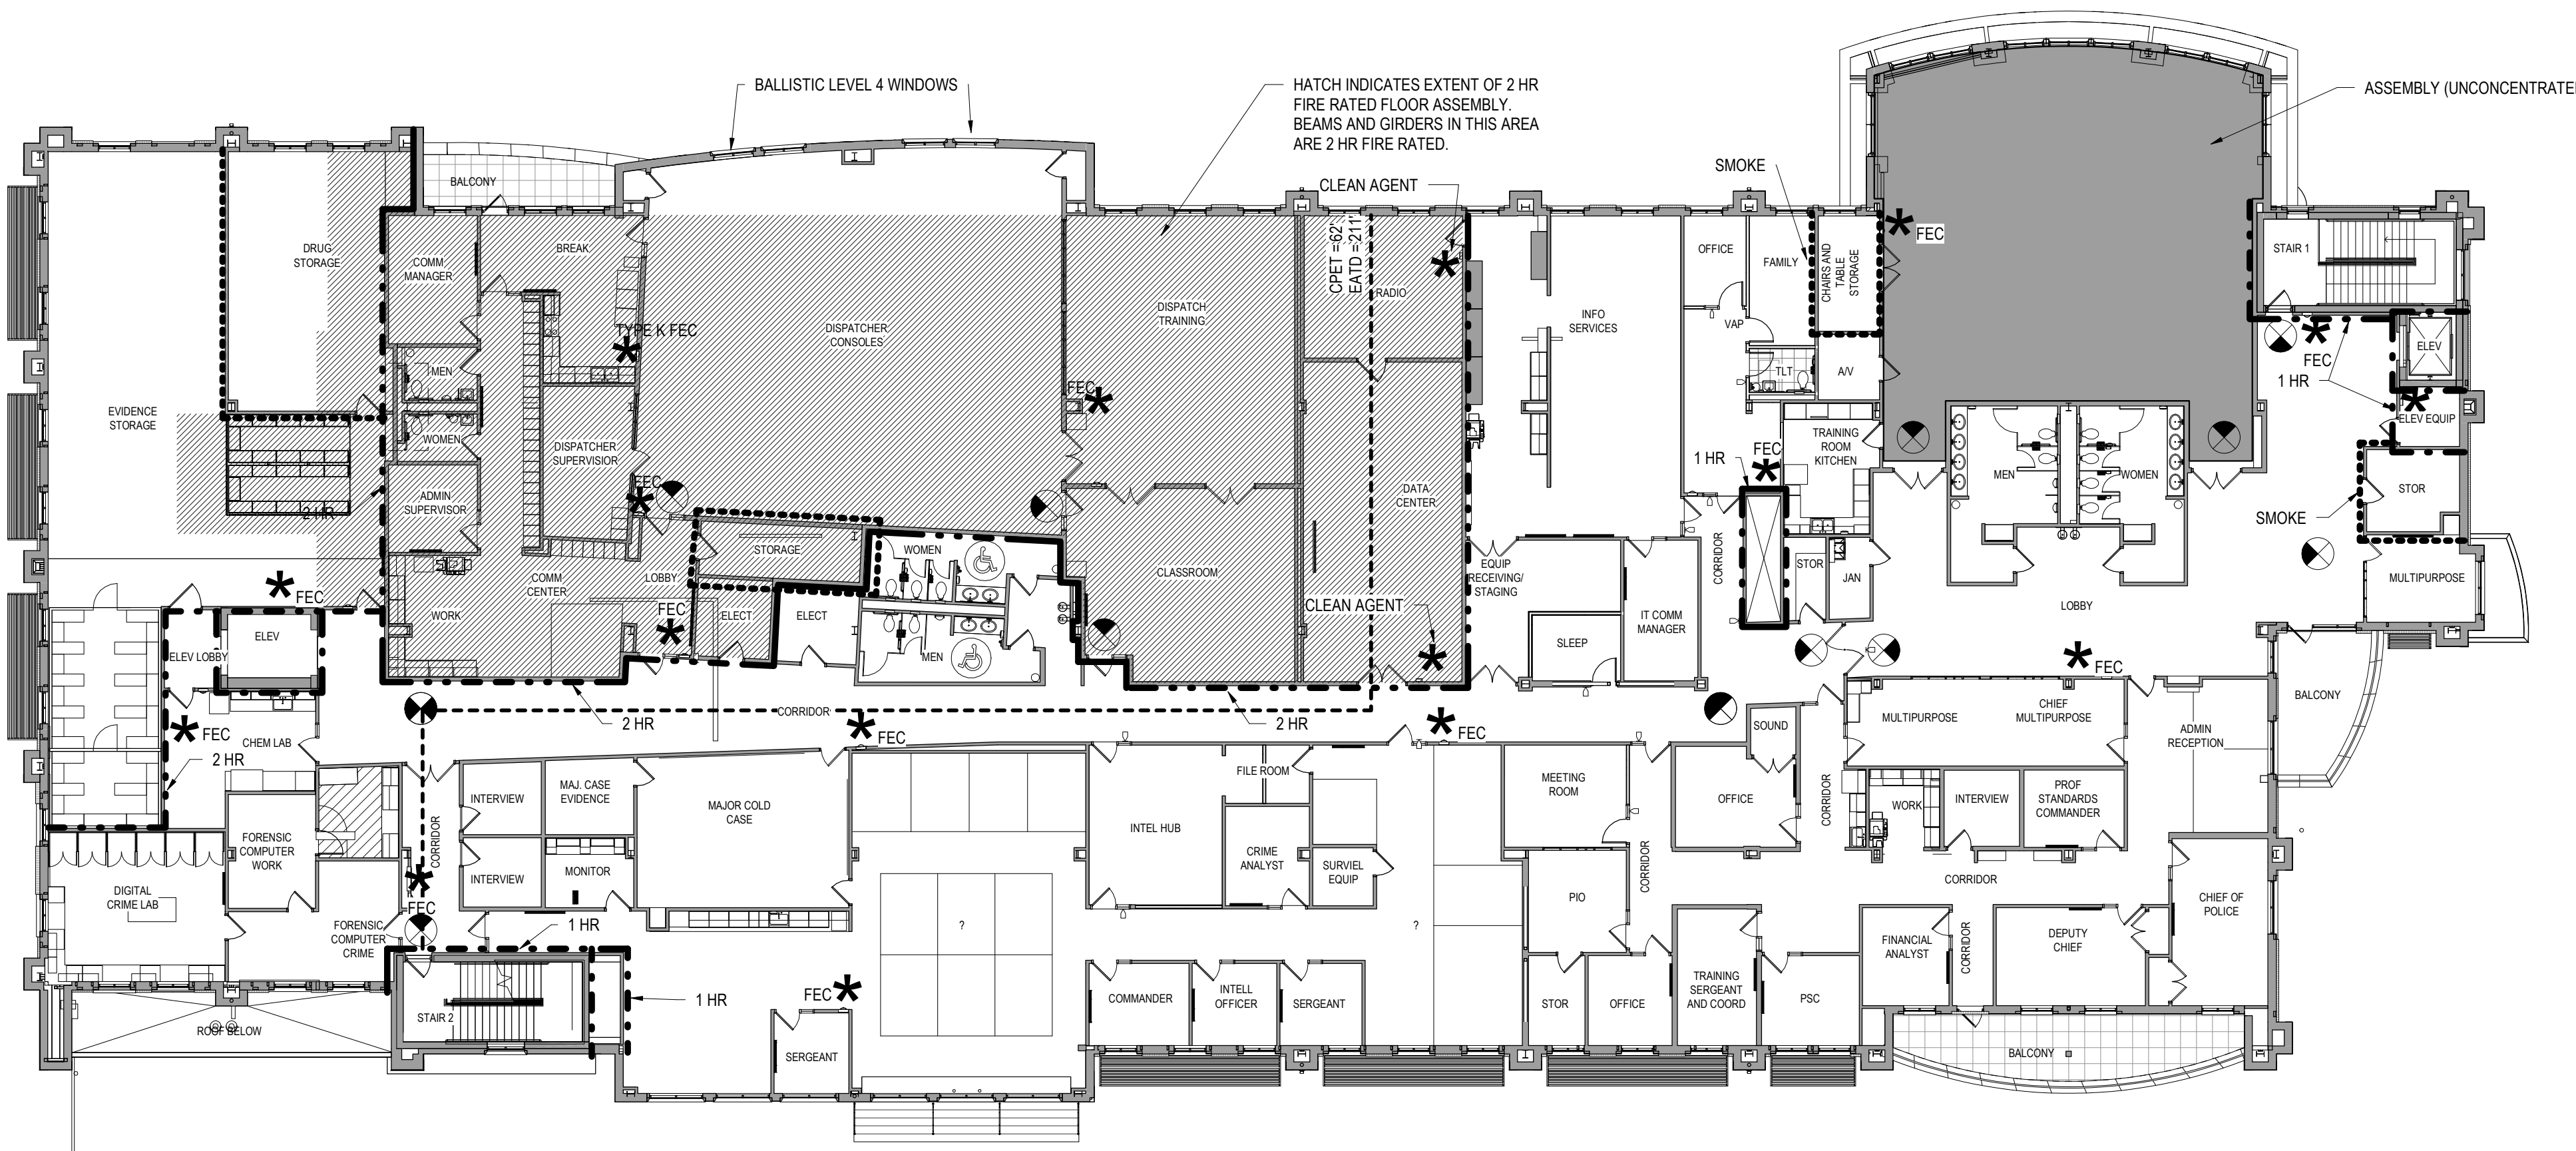 BALLISTIC LEVEL 4 WINDOWS
HATCH INDICATES EXTENT OF 2 HR
FIRE RATED FLOOR ASSEMBLY.
BEAMS AND GIRDERS IN THIS AREA
ARE 2 HR FIRE RATED.
SMOKE
CLEAN AGENT
BALCONY
DRUG
STORAGE
COMM
MANAGER
BREAK
TYPE K FEC
DISPATCHER
CONSOLES
DISPATCH
TRAINING
CPET = 62'
EATD = 211'
RADIO
INFO
SERVICES
OFFICE
FAMILY
CHAIRS AND
TABLE
STORAGE
FEC
VAP
TLT
A/V
STAIR 1
FEC
1 HR
ELEV
ELEV EQUIP
EVIDENCE
STORAGE
MEN
WOMEN
DISPATCHER
SUPERVISIOR
FEC
FEC
ADMIN
SUPERVISOR
2 HR
DATA
CENTER
1 HR
FEC
TRAINING
ROOM
KITCHEN
MEN
WOMEN
STOR
SMOKE
STORAGE
WOMEN
COMM
CENTER
LOBBY
WORK
FEC
ELECT
ELECT
MEN
CLASSROOM
CLEAN AGENT
EQUIP
RECEIVING/
STAGING
SLEEP
IT COMM
MANAGER
CORRIDOR
STOR
JAN
LOBBY
MULTIPURPOSE
FEC
ELEV
ELEV LOBBY
FEC
CHEM LAB
2 HR
2 HR
CORRIDOR
FEC
2 HR
FEC
FEC
BALCONY
SOUND
MULTIPURPOSE
CHIEF
MULTIPURPOSE
ADMIN
RECEPTION
INTERVIEW
MAJ. CASE
EVIDENCE
MAJOR COLD
CASE
FILE ROOM
MEETING
ROOM
OFFICE
CORRIDOR
WORK
INTERVIEW
PROF
STANDARDS
COMMANDER
FORENSIC
COMPUTER
WORK
CORRIDOR
INTEL HUB
CRIME
ANALYST
SURVIEL
EQUIP
CORRIDOR
CORRIDOR
DIGITAL
CRIME LAB
FEC
INTERVIEW
MONITOR
PIO
CHIEF OF
POLICE
FORENSIC
COMPUTER
CRIME
1 HR
?
?
FINANCIAL
ANALYST
CORRIDOR
DEPUTY
CHIEF
1 HR
FEC
COMMANDER
INTELL
OFFICER
SERGEANT
STOR
OFFICE
TRAINING
SERGEANT
AND COORD
PSC
STAIR 2
ROOF BELOW
SERGEANT
BALCONY